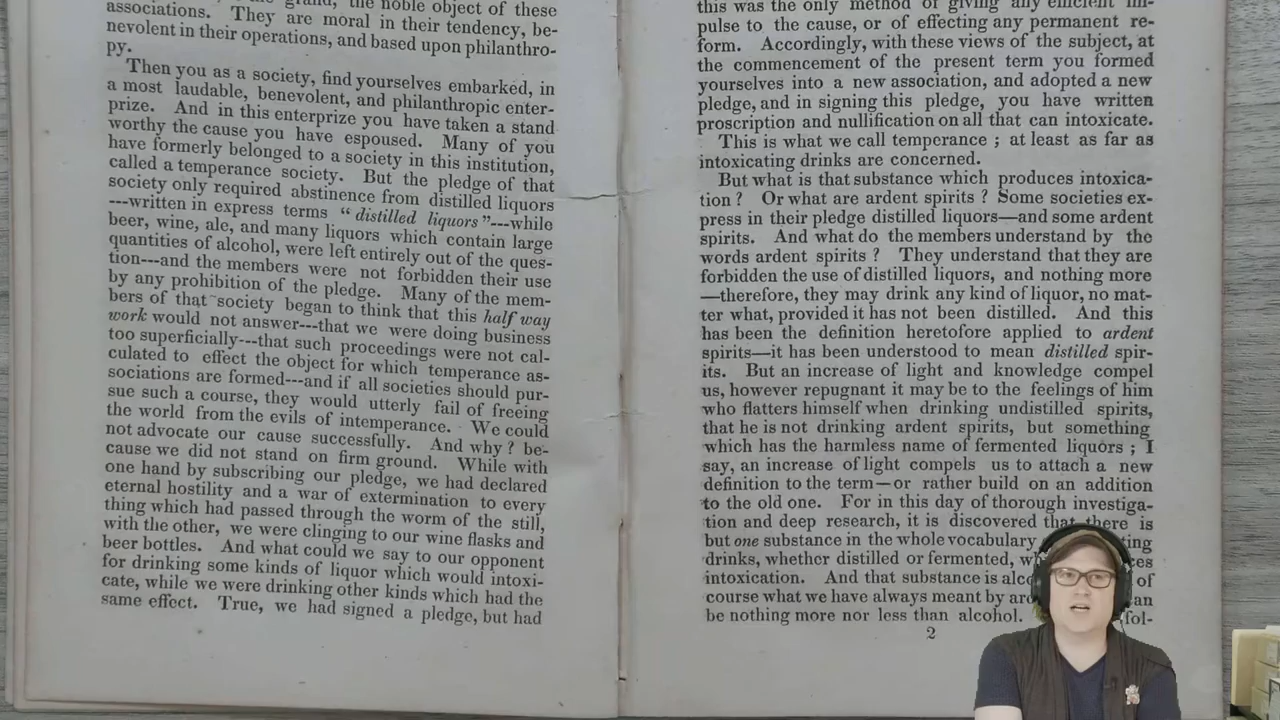 the grand, the noble object of these
associations. They are moral in their tendency, be-
nevolent in their operations, and based upon philanthro-
py.
Then you as a society, find yourselves embarked, in
a most laudable, benevolent, and philanthropic enter-
prize. And in this enterprize you have taken a stand
worthy the cause you have espoused. Many of you
have formerly belonged to a society in this institution,
called a temperance society. But the pledge of that
society only required abstinence from distilled liquors
---written in express terms “ distilled liquors ”---while
beer, wine, ale, and many liquors which contain large
quantities of alcohol, were left entirely out of the ques-
tion---and the members were not forbidden their use
by any prohibition of the pledge. Many of the mem-
bers of that society began to think that this half way
work would not answer---that we were doing business
too superficially---that such proceedings were not cal-
culated to effect the object for which temperance as-
sociations are formed---and if all societies should pur-
sue such a course, they would utterly fail of freeing
the world from the evils of intemperance. We could
not advocate our cause successfully. And why ? be-
cause we did not stand on firm ground. While with
one hand by subscribing our pledge, we had declared
eternal hostility and a war of extermination to every
thing which had passed through the worm of the still,
with the other, we were clinging to our wine flasks and
beer bottles. And what could we say to our opponent
for drinking some kinds of liquor which would intoxi-
cate, while we were drinking other kinds which had the
same effect. True, we had signed a pledge, but had
this was the only method of giving any efficient im-
pulse to the cause, or of effecting any permanent re-
form. Accordingly, with these views of the subject, at
the commencement of the present term you formed
yourselves into a new association, and adopted a new
pledge, and in signing this pledge, you have written
proscription and nullification on all that can intoxicate.
This is what we call temperance ; at least as far as
intoxicating drinks are concerned.
But what is that substance which produces intoxica-
tion ? Or what are ardent spirits ? Some societies ex-
press in their pledge distilled liquors—and some ardent
spirits. And what do the members understand by the
words ardent spirits ? They understand that they are
forbidden the use of distilled liquors, and nothing more
—therefore, they may drink any kind of liquor, no mat-
ter what, provided it has not been distilled. And this
has been the definition heretofore applied to ardent
spirits—it has been understood to mean distilled spir-
its. But an increase of light and knowledge compel
us, however repugnant it may be to the feelings of him
who flatters himself when drinking undistilled spirits,
that he is not drinking ardent spirits, but something
which has the harmless name of fermented liquors ; I
say, an increase of light compels us to attach a new
definition to the term—or rather build on an addition
to the old one. For in this day of thorough investiga-
tion and deep research, it is discovered that there is
but one substance in the whole vocabulary
drinks, whether distilled or fermented,
intoxication. And that substance is of
course what we have always meant by
be nothing more nor less than alcohol. fol-
2